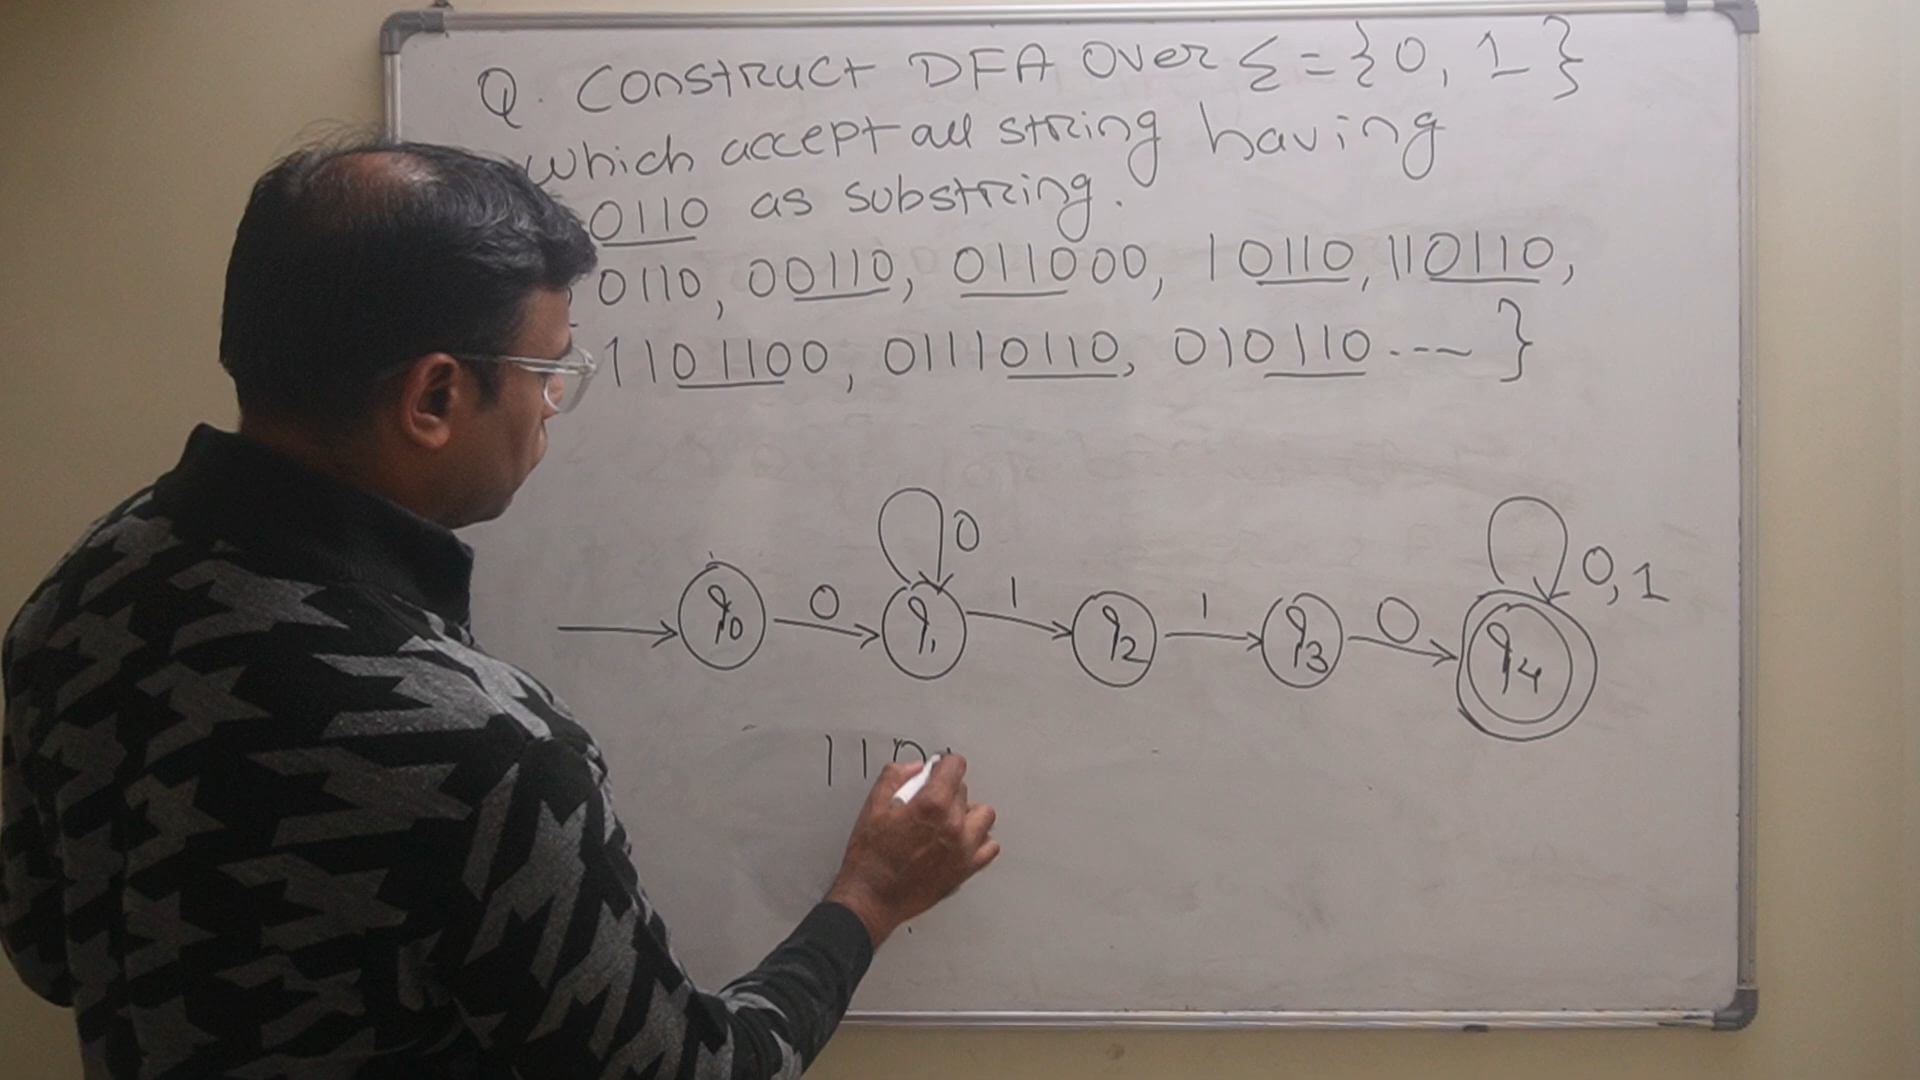 Q. Construct DFA over Σ = {0, 1}
which accept all string having
0110 as substring.
0110, 00110, 011000, 10110, 110110,
1101100, 01110110, 010110 ---- }
0 0, 1
q0 0 q1 1 q2 1 q3 0 q4
110